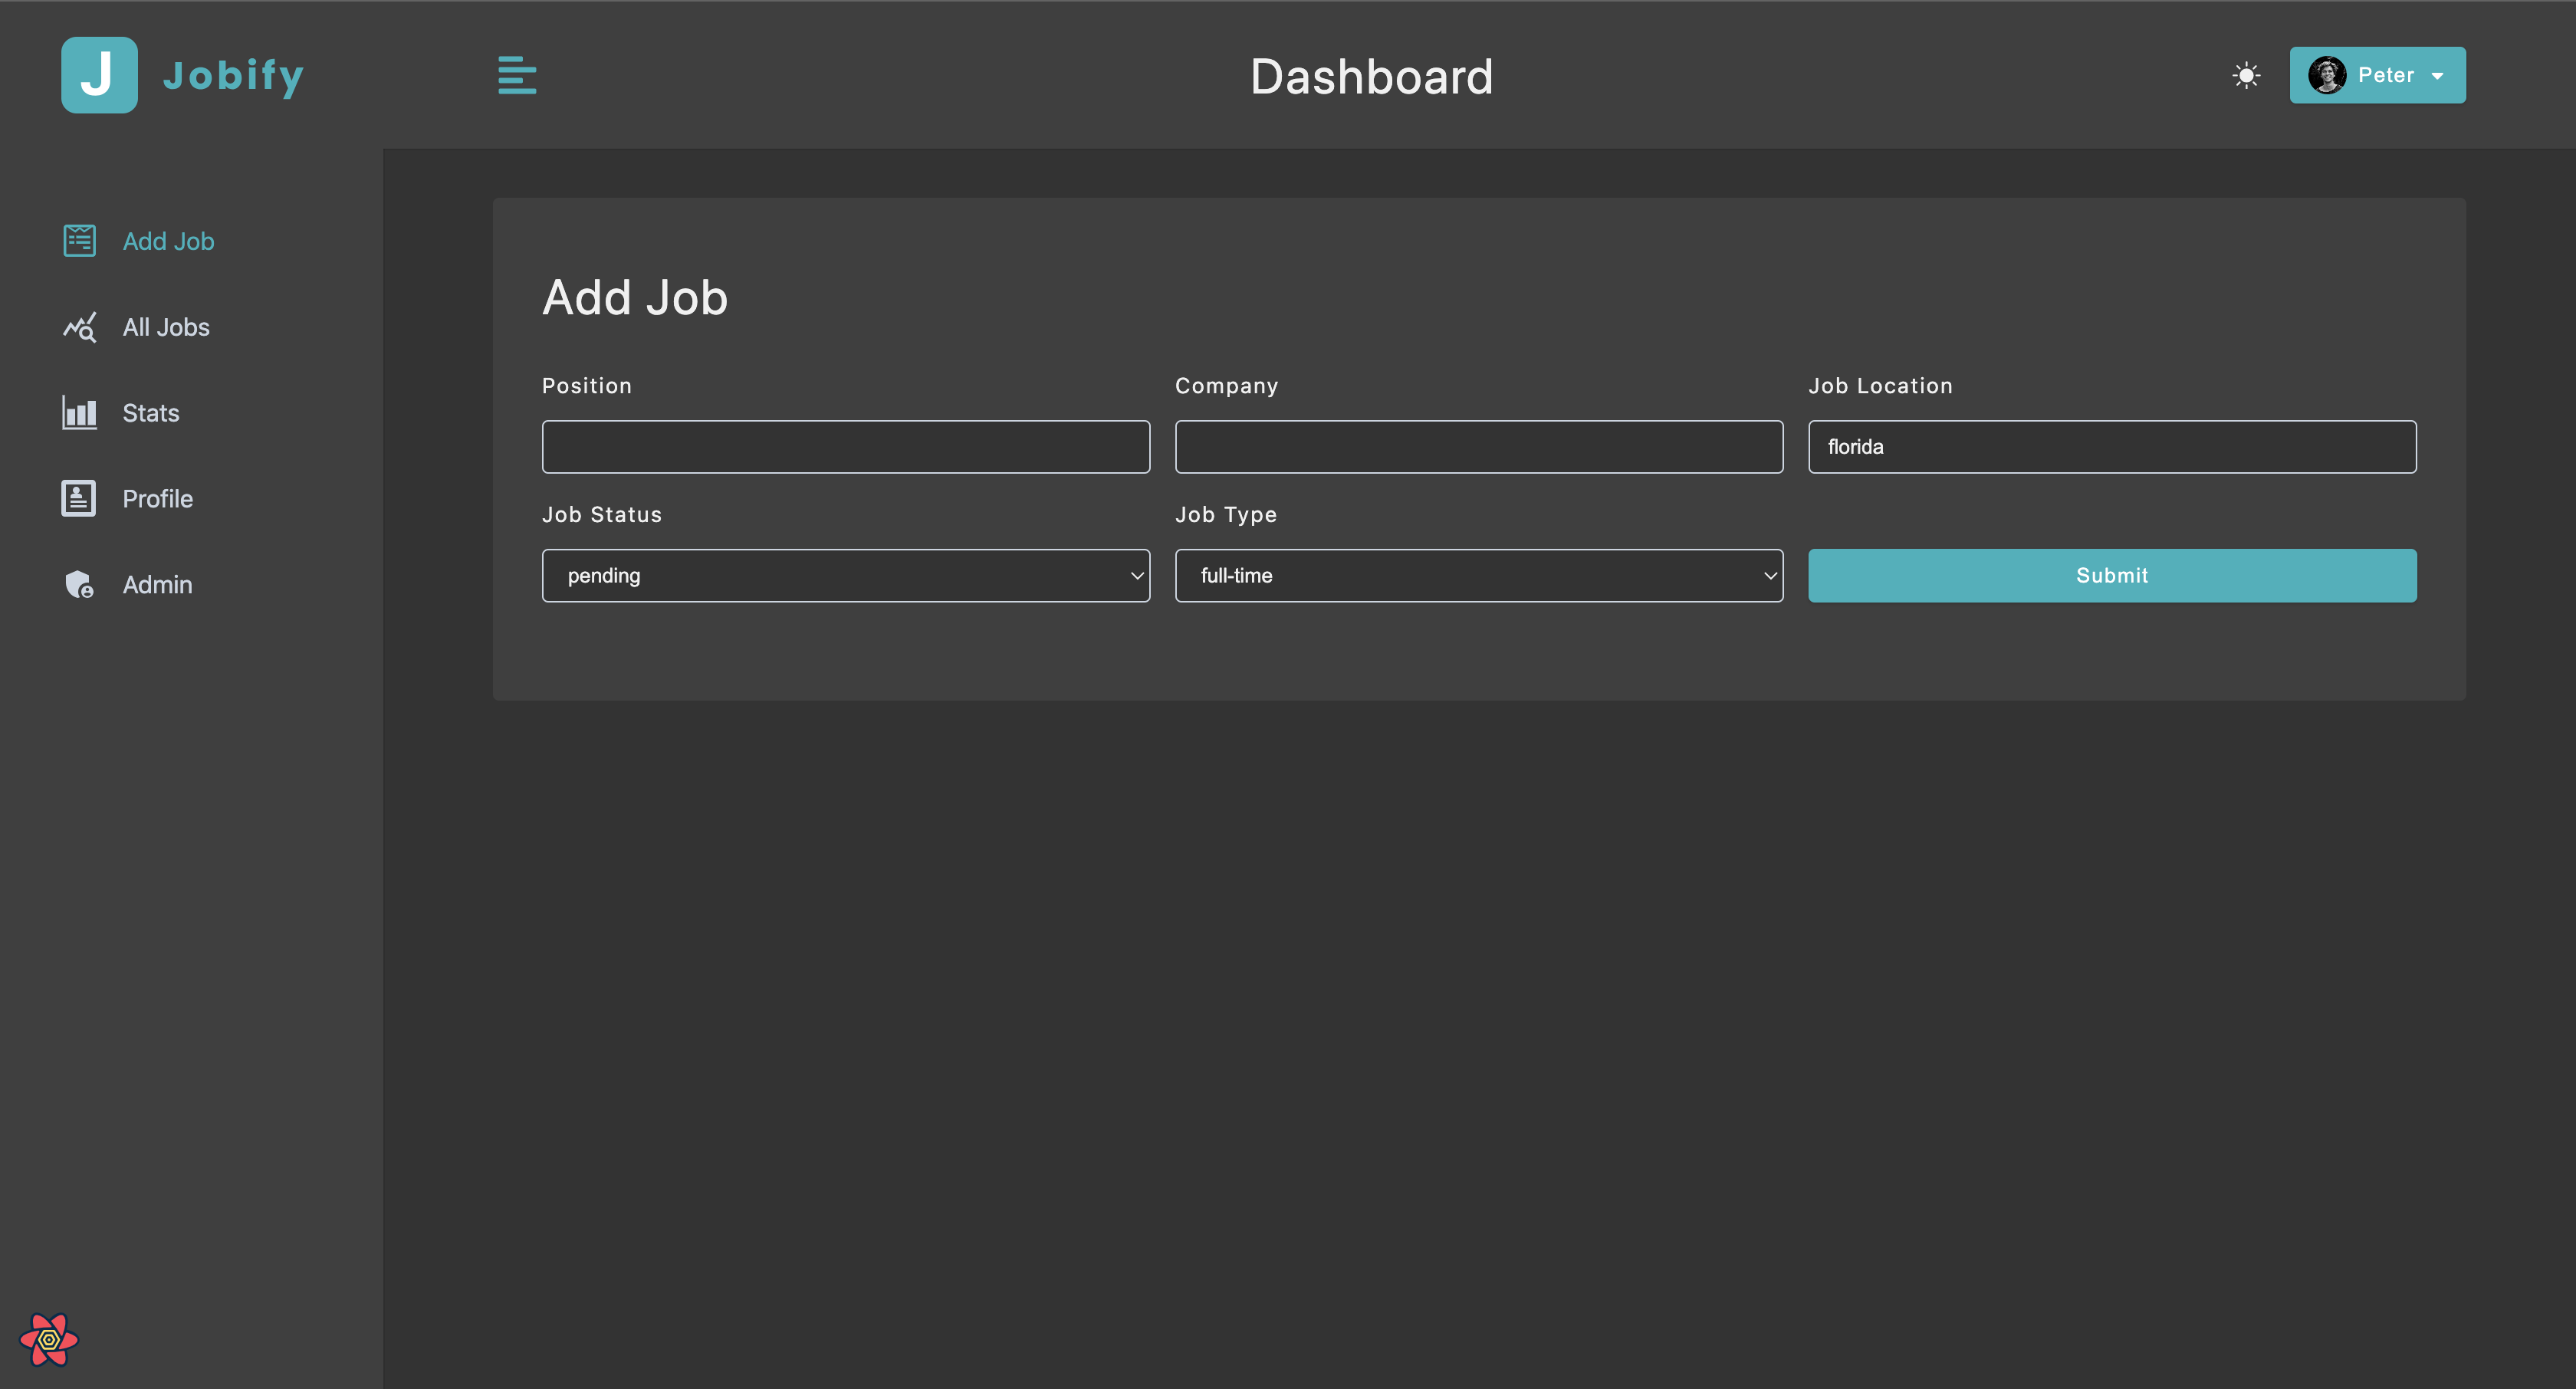 J Jobify
Dashboard
Peter
Add Job
All Jobs
Stats
Profile
Admin
Add Job
Position
Company
Job Location
florida
Job Status
Job Type
pending
full-time
Submit